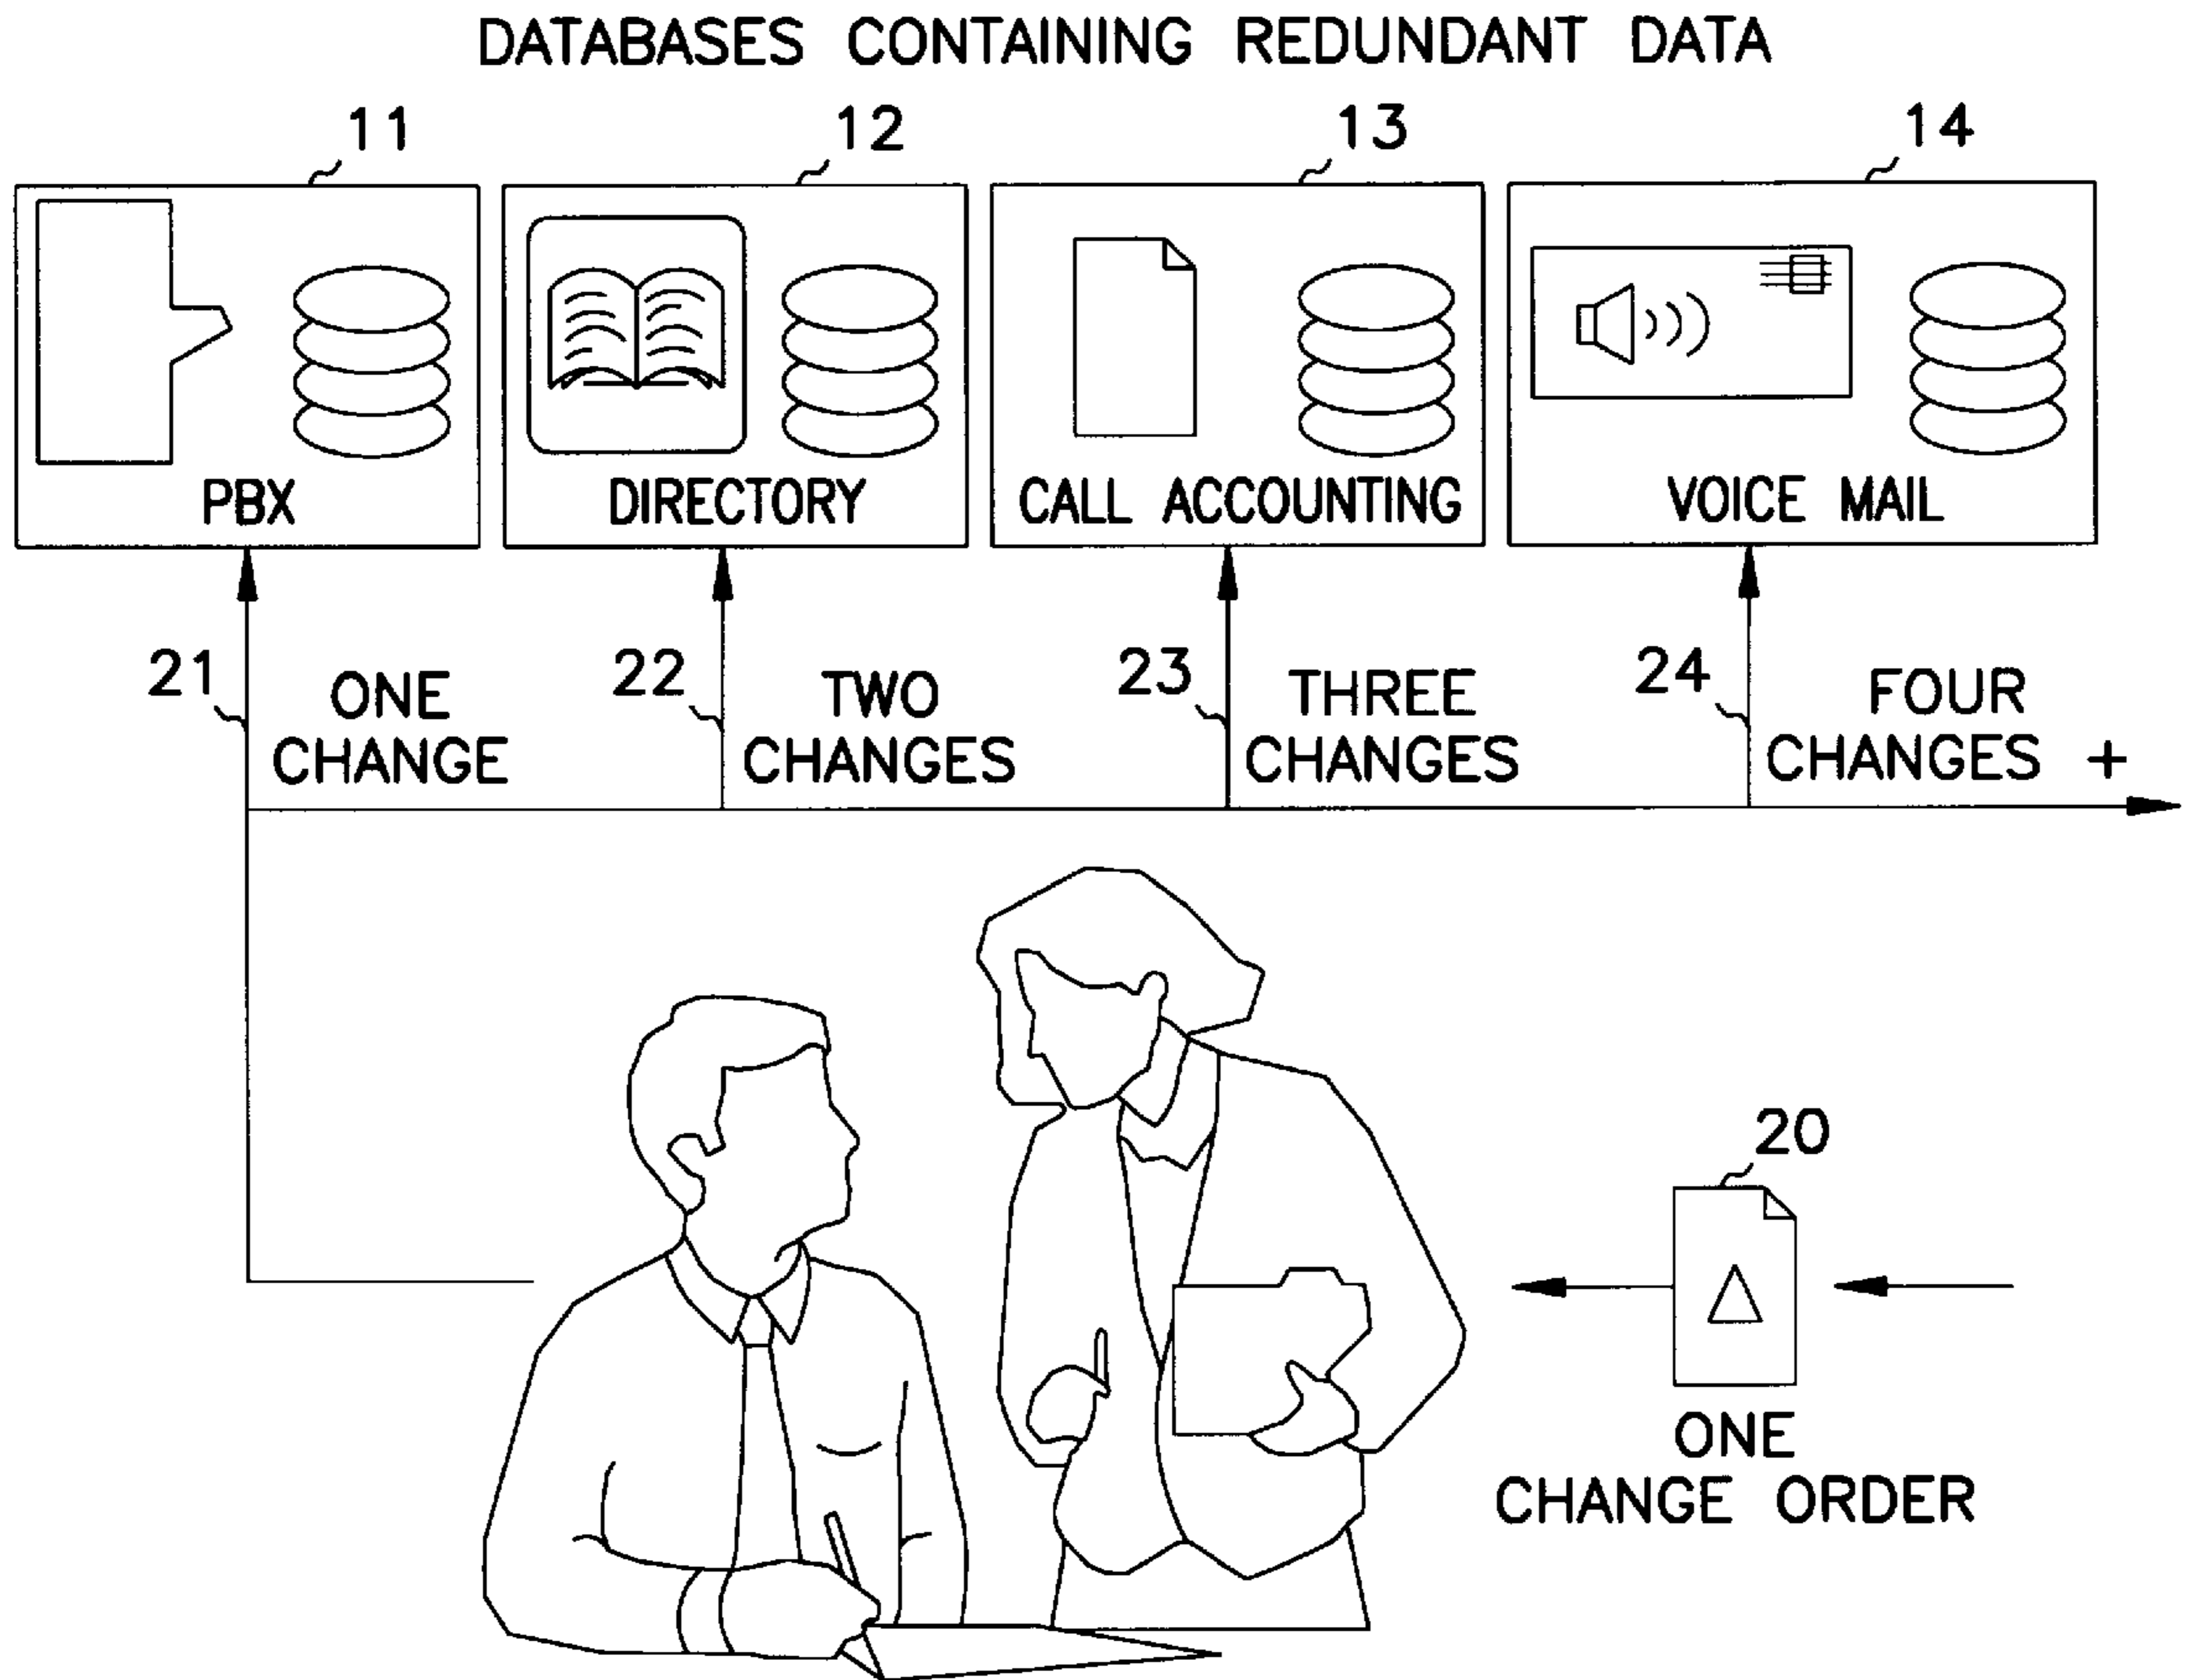 DATABASES CONTAINING REDUNDANT DATA
11
12
13
14
PBX
DIRECTORY
CALL ACCOUNTING
VOICE MAIL
21
ONE
CHANGE
22
TWO
CHANGES
23
THREE
CHANGES
24
FOUR
CHANGES +
20
ONE
CHANGE ORDER